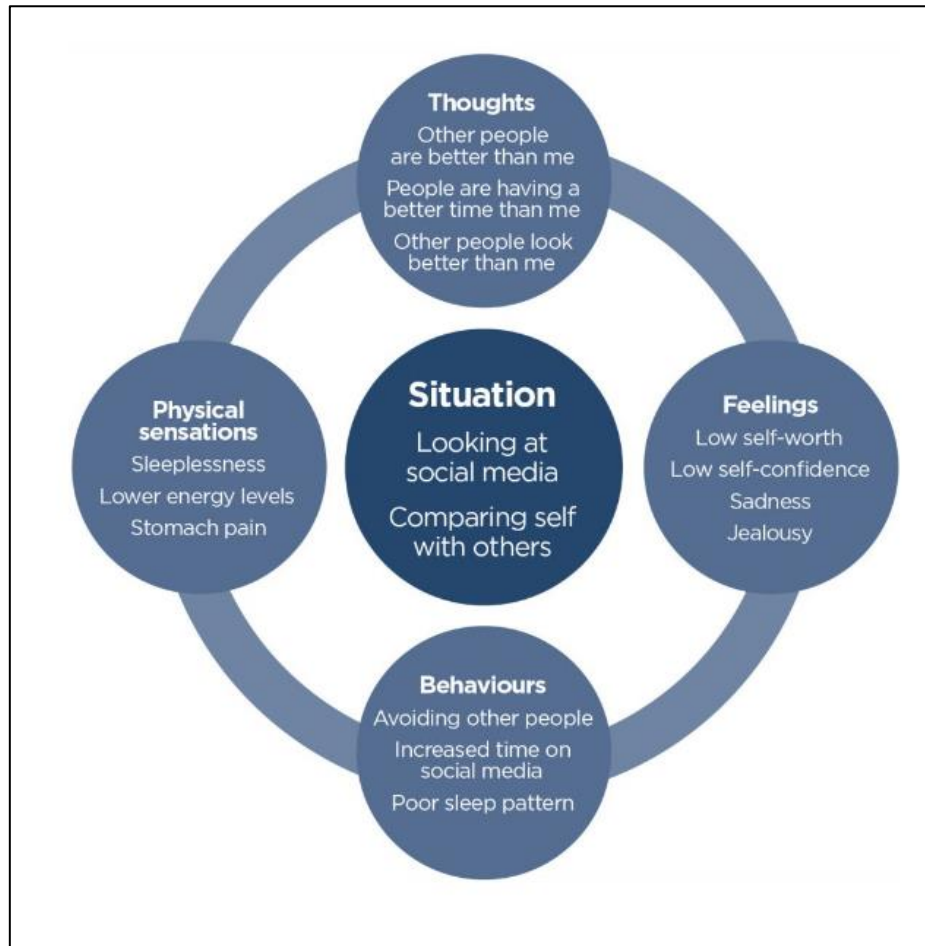 Thoughts
Other people
are better than me
People are having a
better time than me
Other people look
better than me
Situation
Looking at
social media
Comparing self
with others
Physical
sensations
Sleeplessness
Lower energy levels
Stomach pain
Feelings
Low self-worth
Low self-confidence
Sadness
Jealousy
Behaviours
Avoiding other people
Increased time on
social media
Poor sleep pattern